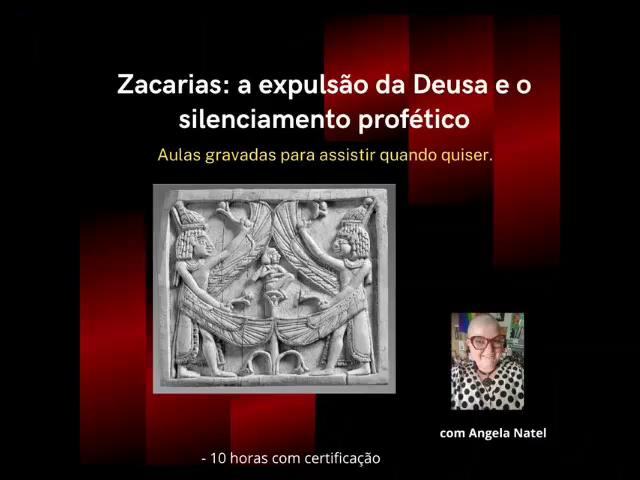 Zacarias: a expulsão da Deusa e o
silenciamento profético
Aulas gravadas para assistir quando quiser.
com Angela Natel
- 10 horas com certificação